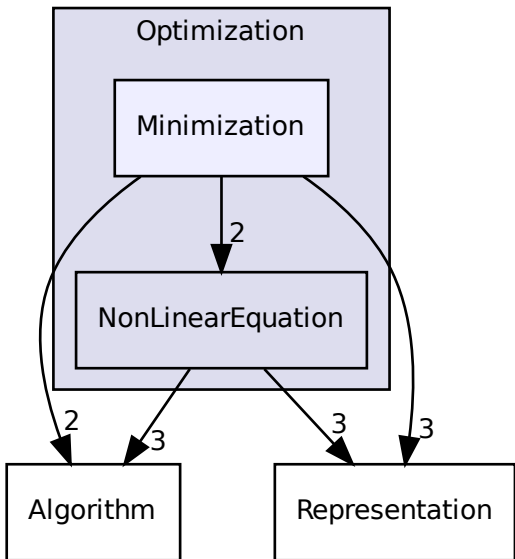 Optimization
Minimization
2
NonLinearEquation
2
3
3
3
Algorithm
Representation